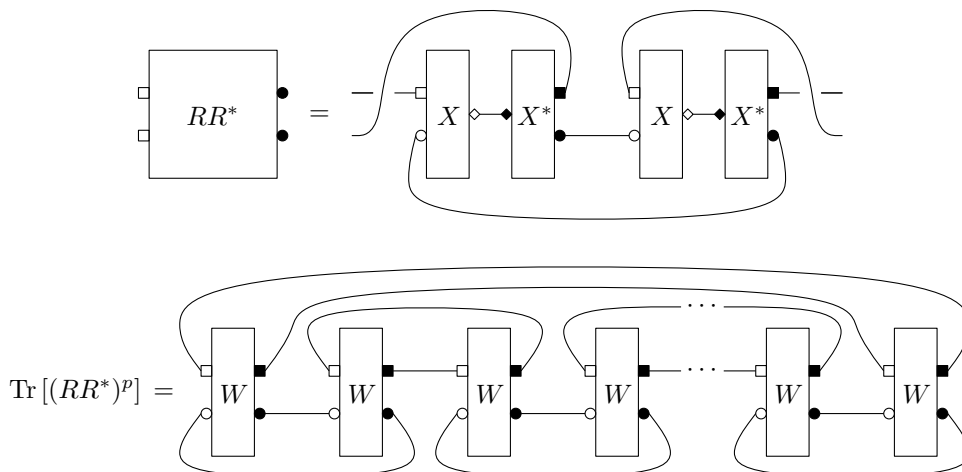 RR* = X X* X X*
· · ·
Tr [(RR*)ᵖ] = W W W W · · · W W